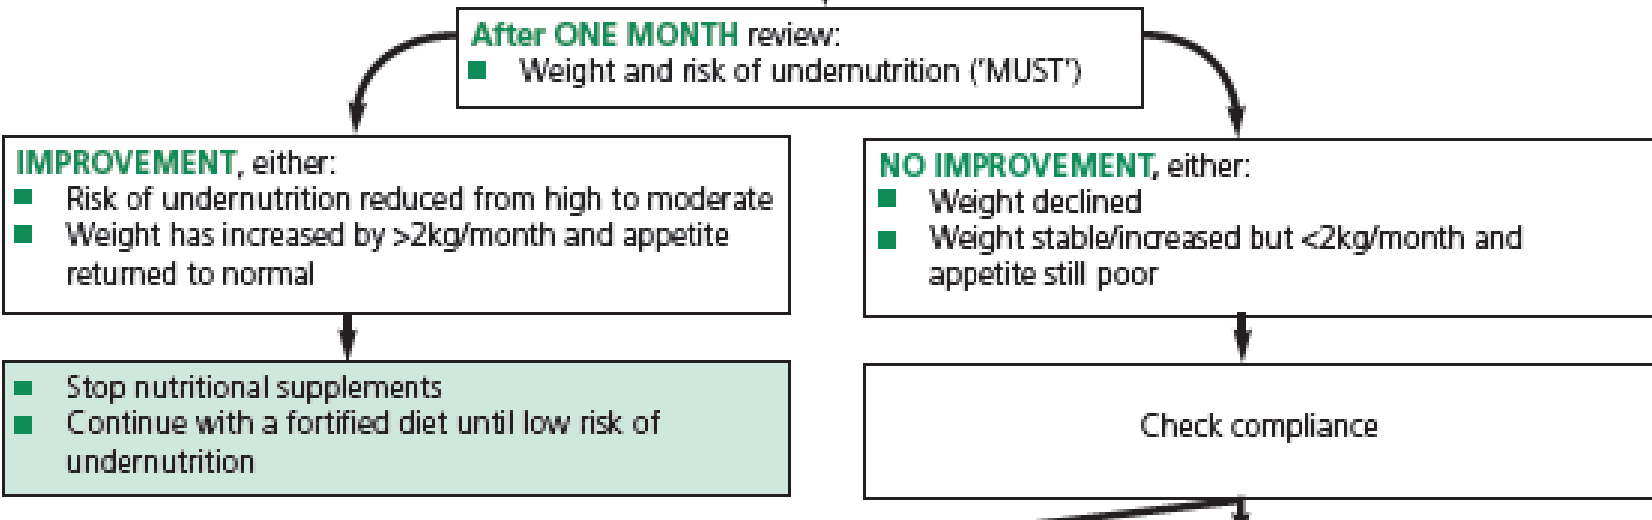 After ONE MONTH review:
Weight and risk of undernutrition ('MUST')
IMPROVEMENT, either:
Risk of undernutrition reduced from high to moderate
Weight has increased by >2kg/month and appetite
returned to normal
NO IMPROVEMENT, either:
Weight declined
Weight stable/increased but <2kg/month and
appetite still poor
Stop nutritional supplements
Continue with a fortified diet until low risk of
undernutrition
Check compliance